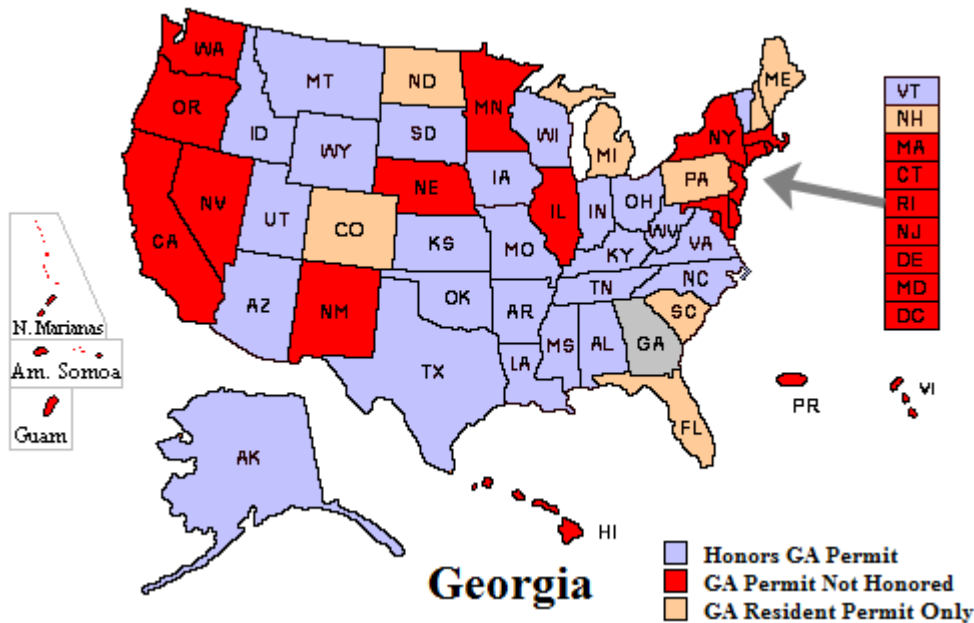 WA
MT
ND
MN
ME
VT
OR
ID
SD
WI
NY
NH
WY
MI
MA
NE
IA
PA
CT
NV
UT
CO
IL
IN
OH
RI
CA
KS
MO
WV
VA
NJ
KY
DE
AZ
NM
OK
AR
TN
NC
MD
SC
DC
N. Marianas
TX
LA
MS
AL
GA
Am. Somoa
PR
VI
Guam
FL
AK
HI
Georgia
Honors GA Permit
GA Permit Not Honored
GA Resident Permit Only